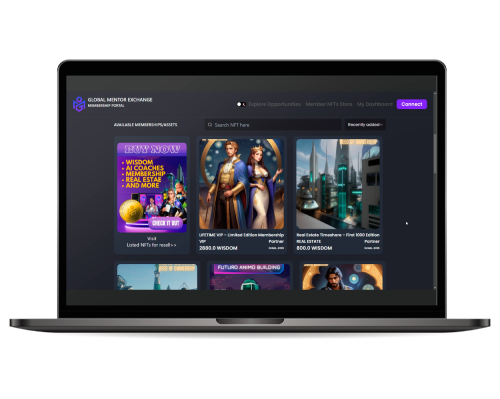 GLOBAL MENTOR EXCHANGE
MEMBERSHIP PORTAL
Explore Opportunities
Member NFTs Store
My Dashboard
Connect
AVAILABLE MEMBERSHIPS/ASSETS
Search NFT here
Recently added
BUY NOW
• WISDOM
• AI COACHES
• MEMBERSHIP
• REAL ESTAE
AND MORE
CHECK IT OUT
Visit
Listed NFTs for resell>>
LIFETIME VIP - Limited Edition Membership
VIP
Partner
2880.0 WISDOM
Real Estate Timeshare - First 1000 Edition
REAL ESTATE
Partner
800.0 WISDOM
FUTURO ANIMO BUILDING